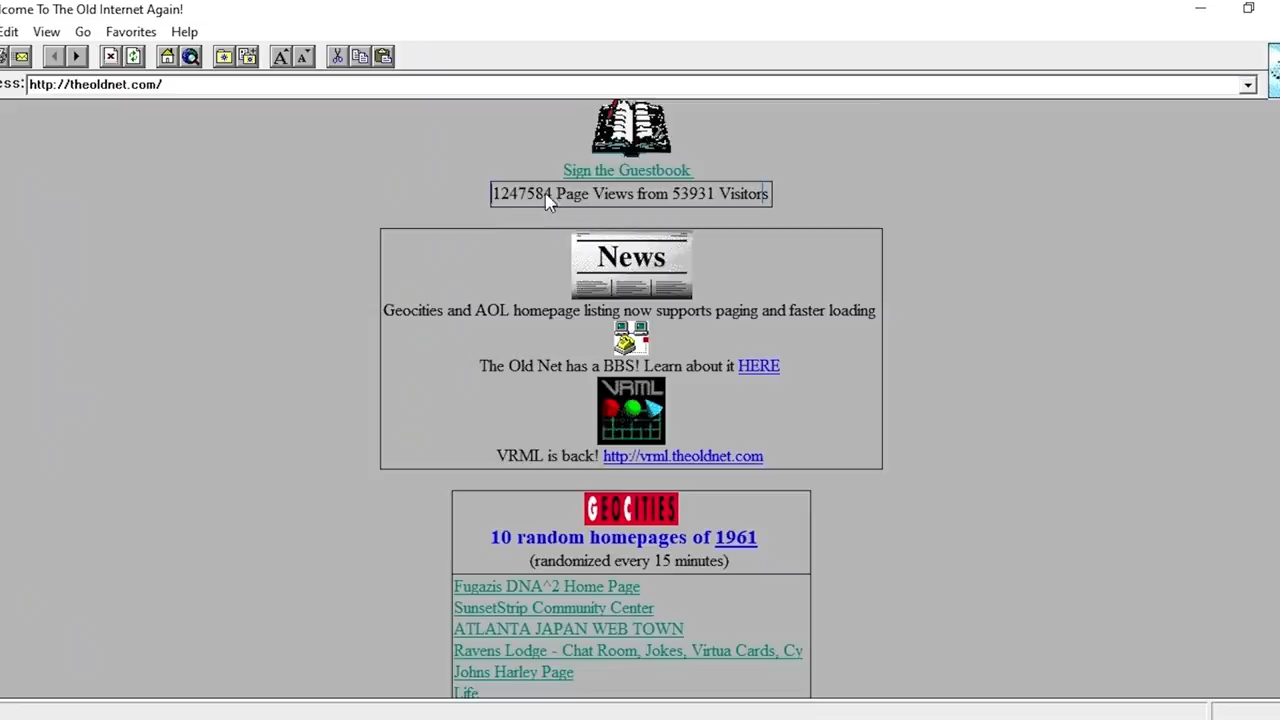 lcome To The Old Internet Again!
Edit View Go Favorites Help
ess: http://theoldnet.com/
Sign the Guestbook
1247584 Page Views from 53931 Visitors
News
Geocities and AOL homepage listing now supports paging and faster loading
The Old Net has a BBS! Learn about it HERE
VRML
VRML is back! http://vrml.theoldnet.com
GEOCITIES
10 random homepages of 1961
(randomized every 15 minutes)
Fugazis DNA^2 Home Page
SunsetStrip Community Center
ATLANTA JAPAN WEB TOWN
Ravens Lodge - Chat Room, Jokes, Virtua Cards, Cy
Johns Harley Page
Life